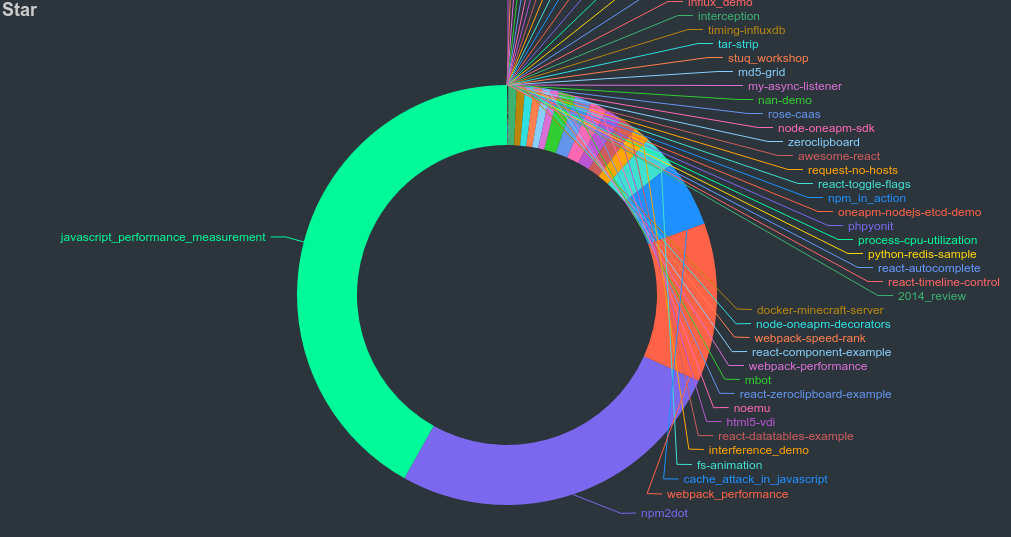 Star
influx_demo
interception
timing-influxdb
tar-strip
stuq_workshop
md5-grid
my-async-listener
nan-demo
rose-caas
node-oneapm-sdk
zeroclipboard
awesome-react
request-no-hosts
react-toggle-flags
npm_in_action
oneapm-nodejs-etcd-demo
phpyonit
javascript_performance_measurement
process-cpu-utilization
python-redis-sample
react-autocomplete
react-timeline-control
2014_review
docker-minecraft-server
node-oneapm-decorators
webpack-speed-rank
react-component-example
webpack-performance
mbot
react-zeroclipboard-example
noemu
html5-vdi
react-datatables-example
interference_demo
fs-animation
cache_attack_in_javascript
webpack_performance
npm2dot